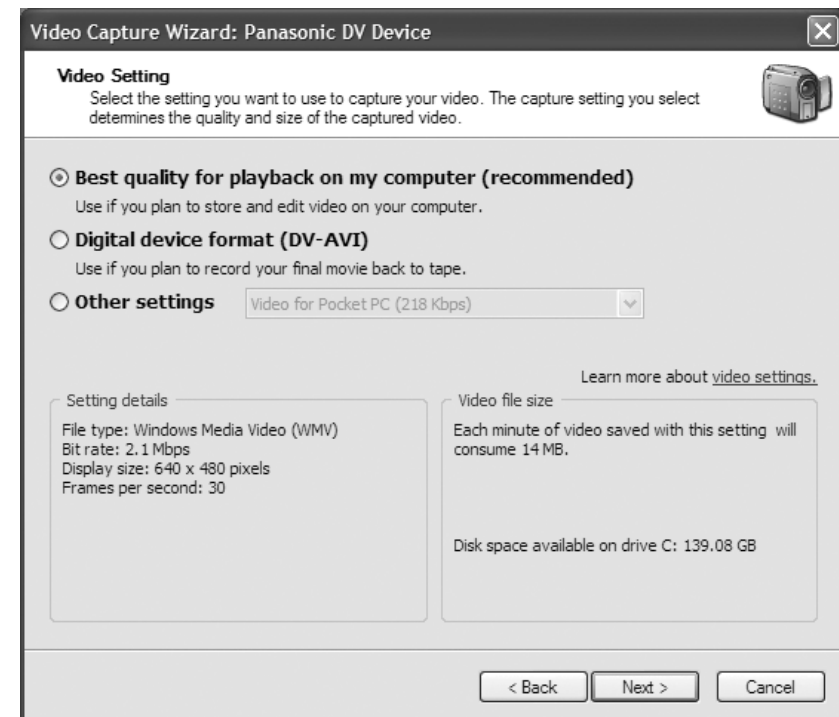 Video Capture Wizard: Panasonic DV Device
Video Setting
Select the setting you want to use to capture your video. The capture setting you select
determines the quality and size of the captured video.
Best quality for playback on my computer (recommended)
Use if you plan to store and edit video on your computer.
Digital device format (DV-AVI)
Use if you plan to record your final movie back to tape.
Other settings
Video for Pocket PC (218 Kbps)
Learn more about video settings.
Setting details
File type: Windows Media Video (WMV)
Bit rate: 2.1 Mbps
Display size: 640 x 480 pixels
Frames per second: 30
Video file size
Each minute of video saved with this setting will
consume 14 MB.
Disk space available on drive C: 139.08 GB
< Back
Next >
Cancel